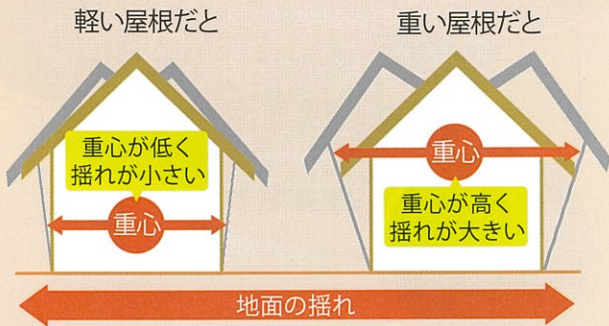 軽い屋根だと
重い屋根だと
重心が低く
揺れが小さい
重心
重心
重心が高く
揺れが大きい
地面の揺れ